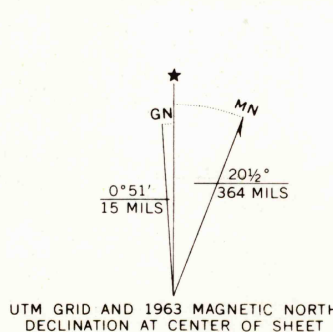 GN
MN
0°51'
15 MILS
20½°
364 MILS
UTM GRID AND 1963 MAGNETIC NORTH
DECLINATION AT CENTER OF SHEET